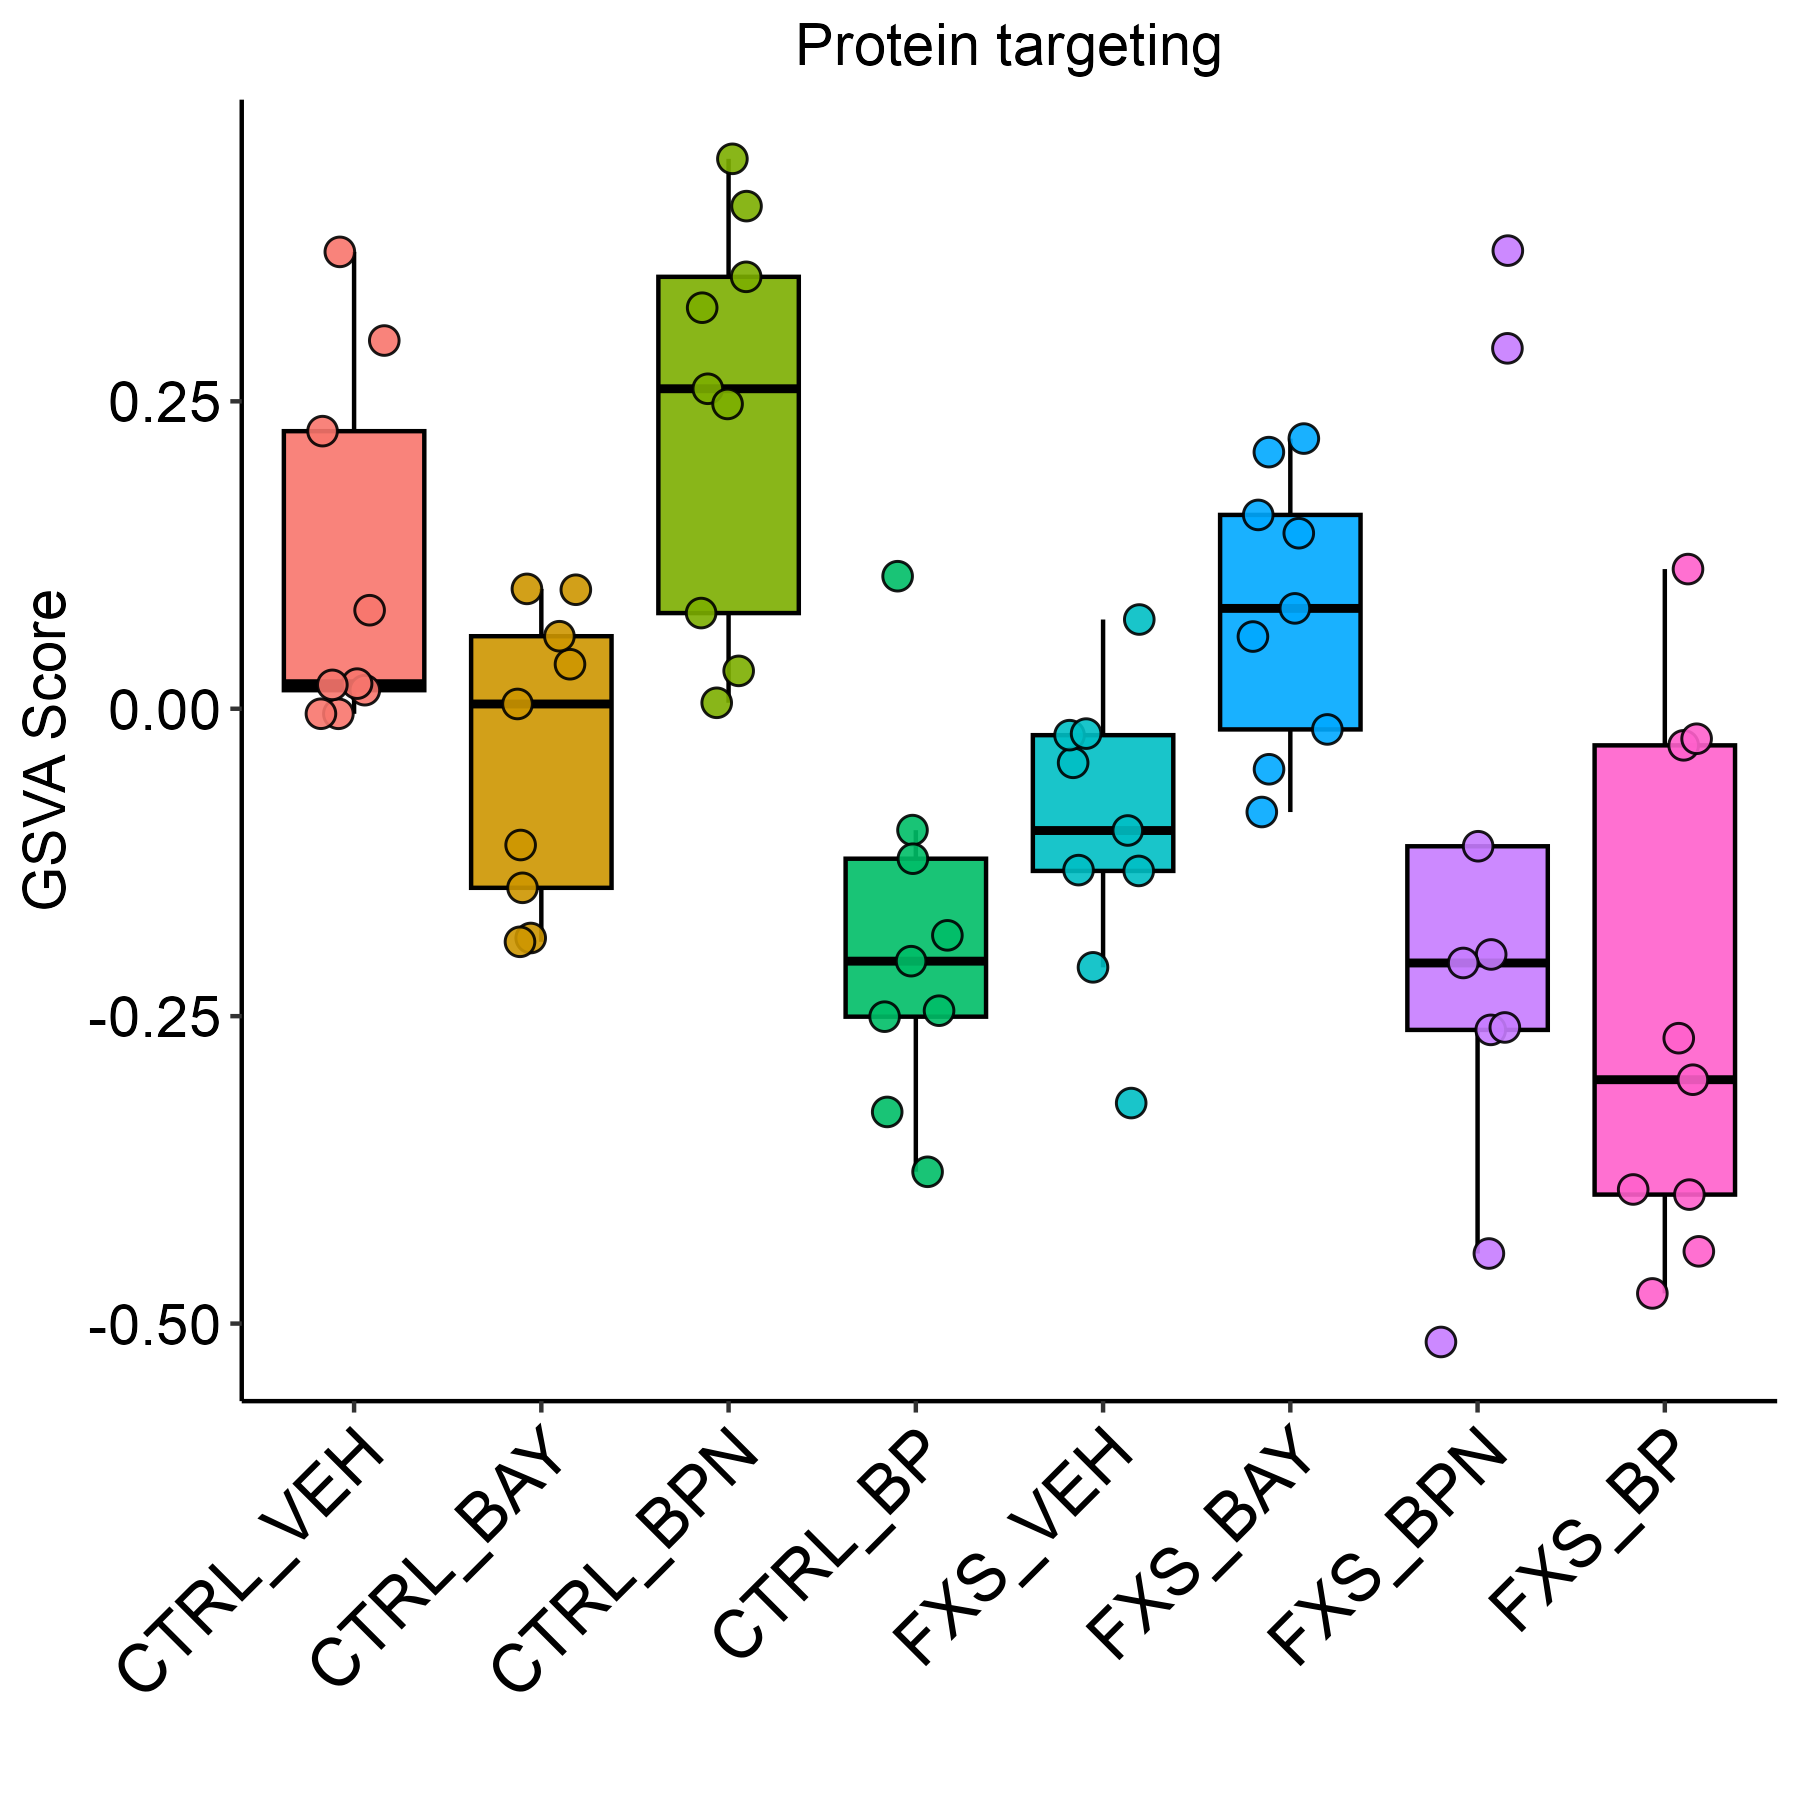 Protein targeting
GSVA Score
0.25
0.00
-0.25
-0.50
CTRL_VEH
CTRL_BAY
CTRL_BPN
CTRL_BP
FXS_VEH
FXS_BAY
FXS_BPN
FXS_BP